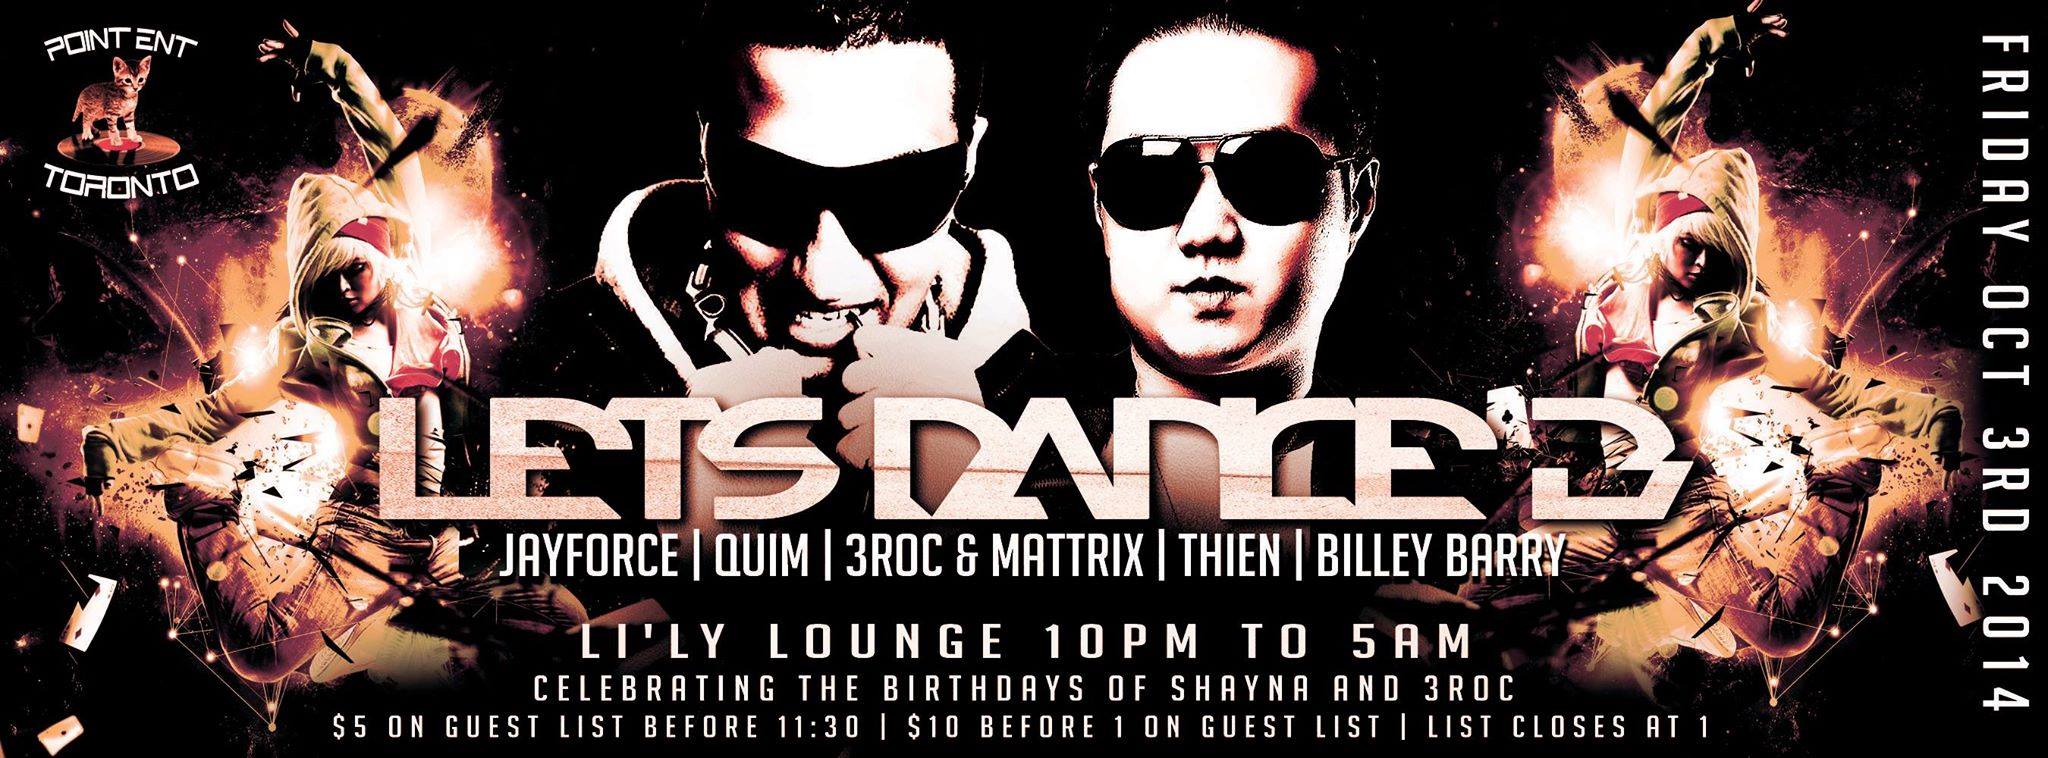 POINT ENT
TORONTO
LETS DANCE 3
JAYFORCE | QUIM | 3ROC & MATTRIX | THIEN | BILLEY BARRY
LI'LY LOUNGE 10PM TO 5AM
CELEBRATING THE BIRTHDAYS OF SHAYNA AND 3ROC
$5 ON GUEST LIST BEFORE 11:30 | $10 BEFORE 1 ON GUEST LIST | LIST CLOSES AT 1
FRIDAY OCT 3RD 2014